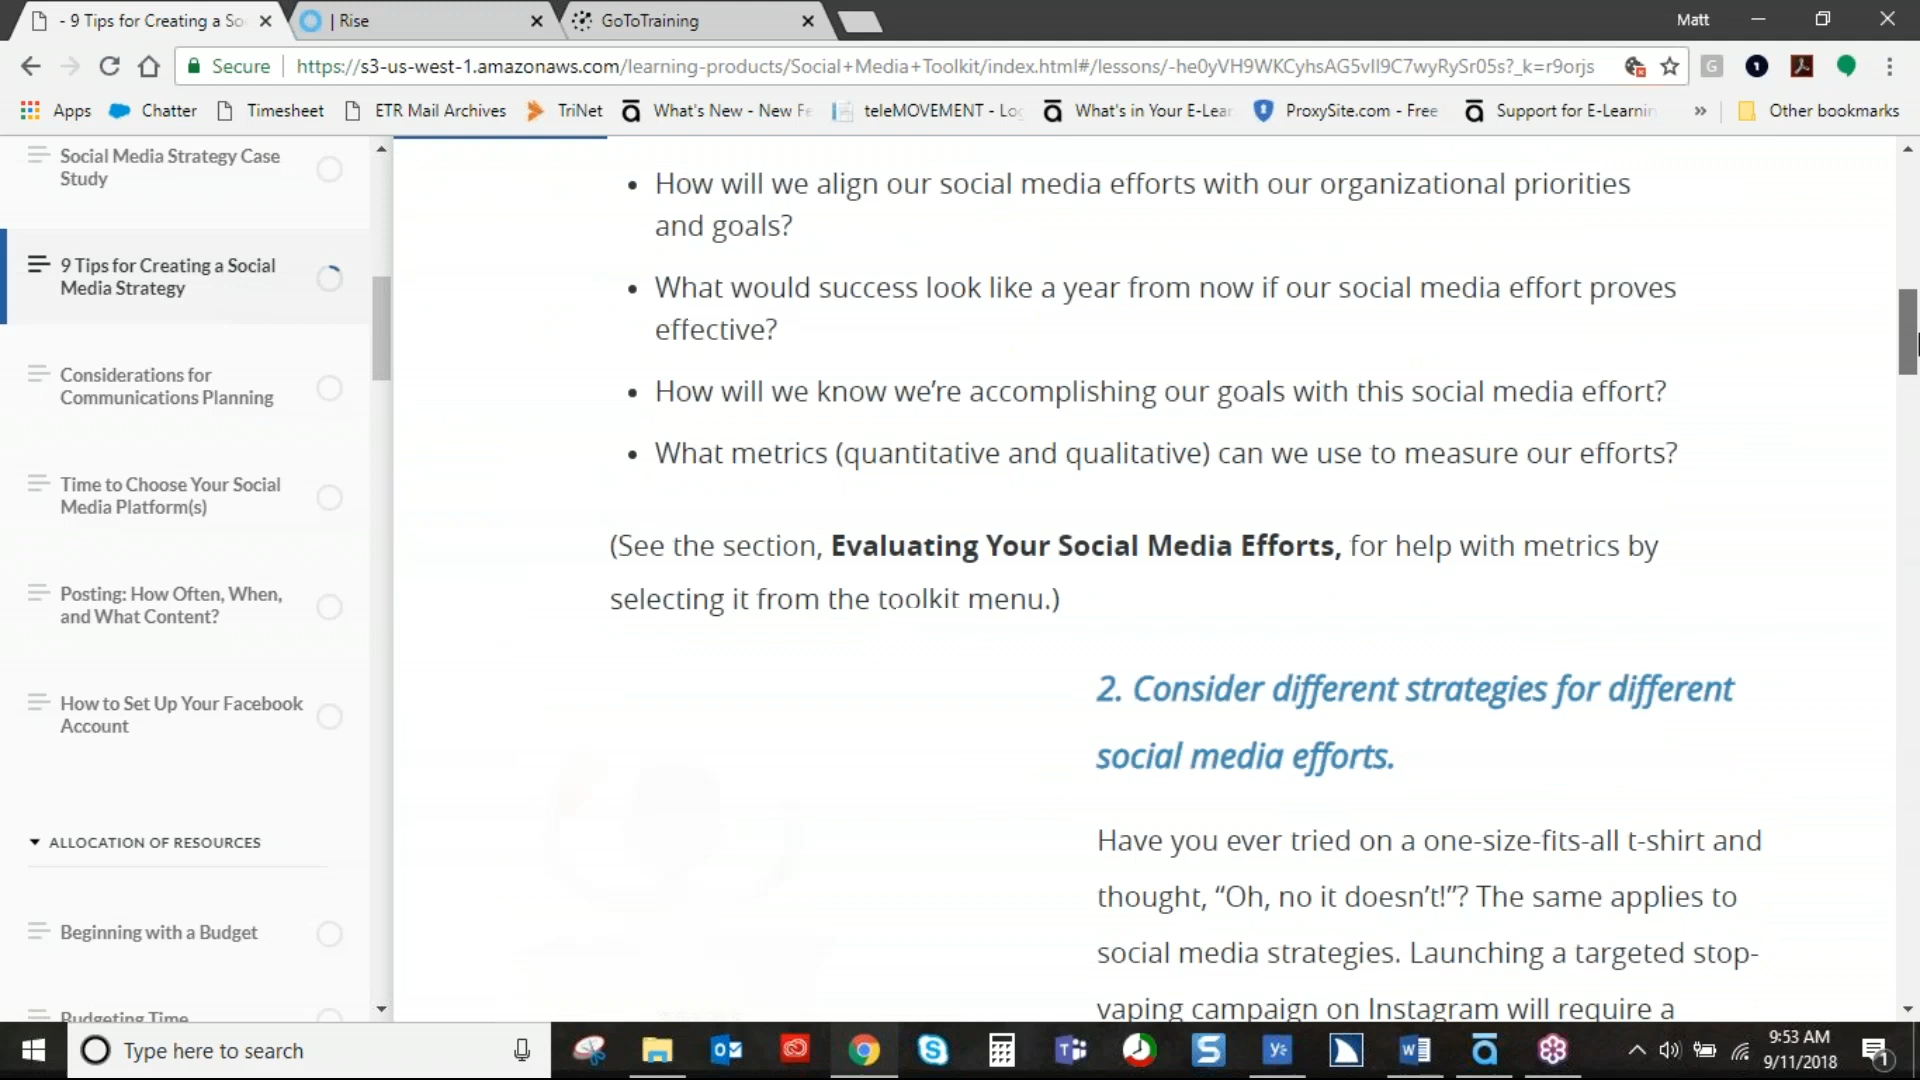 - 9 Tips for Creating a So
| Rise
GoToTraining
Matt
Secure
https://s3-us-west-1.amazonaws.com/learning-products/Social+Media+Toolkit/index.html#/lessons/-he0yVH9WKCyhsAG5vII9C7wyRySr05s?_k=r9orjs
Apps
Chatter
Timesheet
ETR Mail Archives
TriNet
What's New - New Fe
teleMOVEMENT - Log
What's in Your E-Lear
ProxySite.com - Free
Support for E-Learnin
»
Other bookmarks
Social Media Strategy Case
Study
9 Tips for Creating a Social
Media Strategy
Considerations for
Communications Planning
Time to Choose Your Social
Media Platform(s)
Posting: How Often, When,
and What Content?
How to Set Up Your Facebook
Account
ALLOCATION OF RESOURCES
Beginning with a Budget
Budgeting Time
• How will we align our social media efforts with our organizational priorities
and goals?
• What would success look like a year from now if our social media effort proves
effective?
• How will we know we’re accomplishing our goals with this social media effort?
• What metrics (quantitative and qualitative) can we use to measure our efforts?
(See the section, Evaluating Your Social Media Efforts, for help with metrics by
selecting it from the toolkit menu.)
2. Consider different strategies for different
social media efforts.
Have you ever tried on a one-size-fits-all t-shirt and
thought, “Oh, no it doesn’t!”? The same applies to
social media strategies. Launching a targeted stop-
vaping campaign on Instagram will require a
Type here to search
9:53 AM
9/11/2018
1